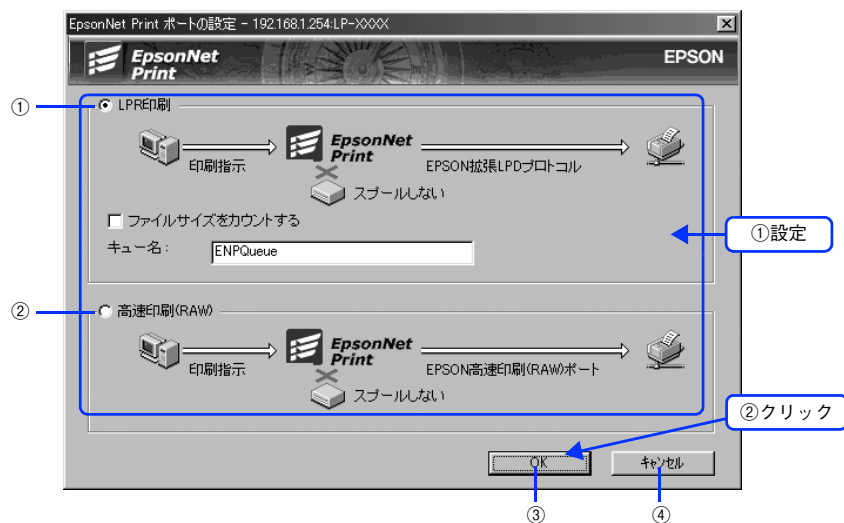 EpsonNet Print ポートの設定 - 192.168.1.254:LP-XXXX
EpsonNet
Print
EPSON
①
LPR印刷
印刷指示
EpsonNet
Print
EPSON拡張LPDプロトコル
スプールしない
ファイルサイズをカウントする
キュー名：
ENPQueue
①設定
②
高速印刷(RAW)
印刷指示
EpsonNet
Print
EPSON高速印刷(RAW)ポート
スプールしない
②クリック
OK
キャンセル
③
④